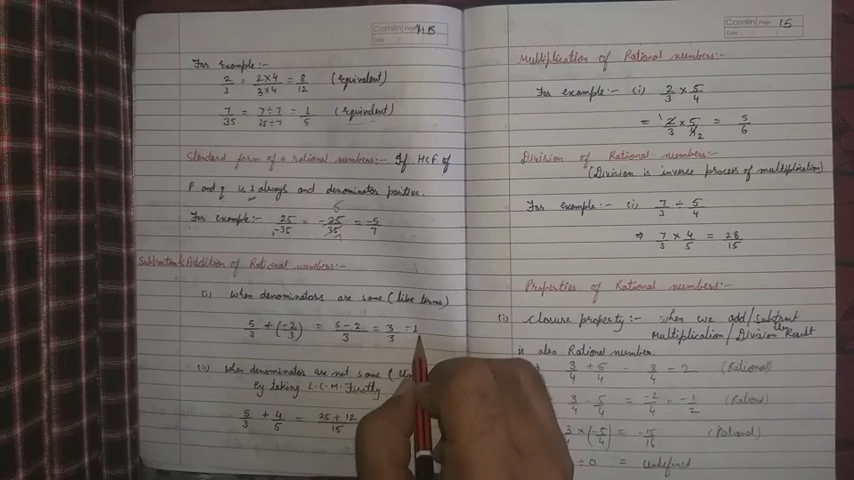 Camlin Page
Date
For example:-
2/3 = 2×4/3×4 = 8/12 (equivalent)
7/35 = 7÷7/35÷7 = 1/5 (equivalent)
Standard form of a rational numbers:- If HCF of
P and q is 1 always and denominator positive.
For example:- 25/-35 = -25/35 = -5/7
Subtraction & Addition of Rational numbers:-
(i) when denominators are same (like terms)
5/3 + (-2/3) = 5-2/3 = 3/3 = 1
(ii) when denominators are not same (
By taking L.C.M. Firstly
5/3 + 4/5 = 25+12/15
Camlin Page 15
Date
Multiplication of Rational numbers:-
For example:- (i) 2/3 × 5/4
= 2/3 × 5/4 = 5/6
Division of Rational numbers:-
(Division is inverse process of multiplication)
For example:- (i) 7/3 ÷ 5/4
⇒ 7/3 × 4/5 = 28/15
Properties of Rational numbers:-
(i) Closure property:- when we add/subtract
Multiplication/Division the Result
is also Rational number.
3/4 + 5/4 = 8/4 = 2 (Rational)
3/4 - 5/4 = -2/4 = -1/2 (Rational)
3/4 × (-5/4) = -15/16 (Rational)
÷ 0 = undefined